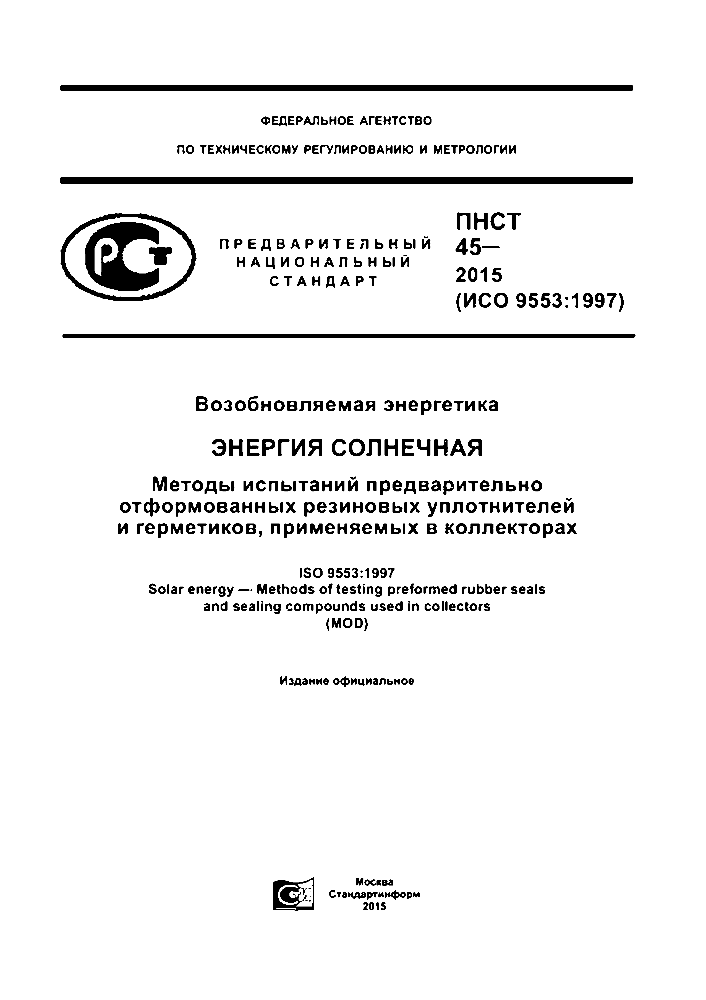 ФЕДЕРАЛЬНОЕ АГЕНТСТВО
ПО ТЕХНИЧЕСКОМУ РЕГУЛИРОВАНИЮ И МЕТРОЛОГИИ
РСТ
ПРЕДВАРИТЕЛЬНЫЙ
НАЦИОНАЛЬНЫЙ
СТАНДАРТ
ПНСТ
45—
2015
(ИСО 9553:1997)
Возобновляемая энергетика
ЭНЕРГИЯ СОЛНЕЧНАЯ
Методы испытаний предварительно
отформованных резиновых уплотнителей
и герметиков, применяемых в коллекторах
ISO 9553:1997
Solar energy — Methods of testing preformed rubber seals
and sealing compounds used in collectors
(MOD)
Издание официальное
Москва
Стандартинформ
2015